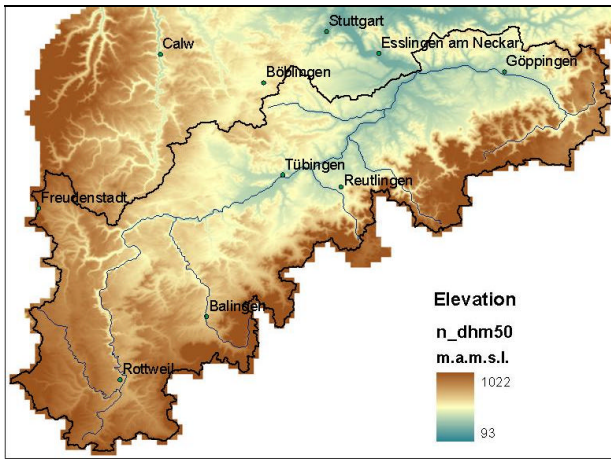 Stuttgart
Calw
Esslingen am Neckar
Göppingen
Böblingen
Tübingen
Reutlingen
Freudenstadt
Balingen
Rottweil
Elevation
n_dhm50
m.a.m.s.l.
1022
93